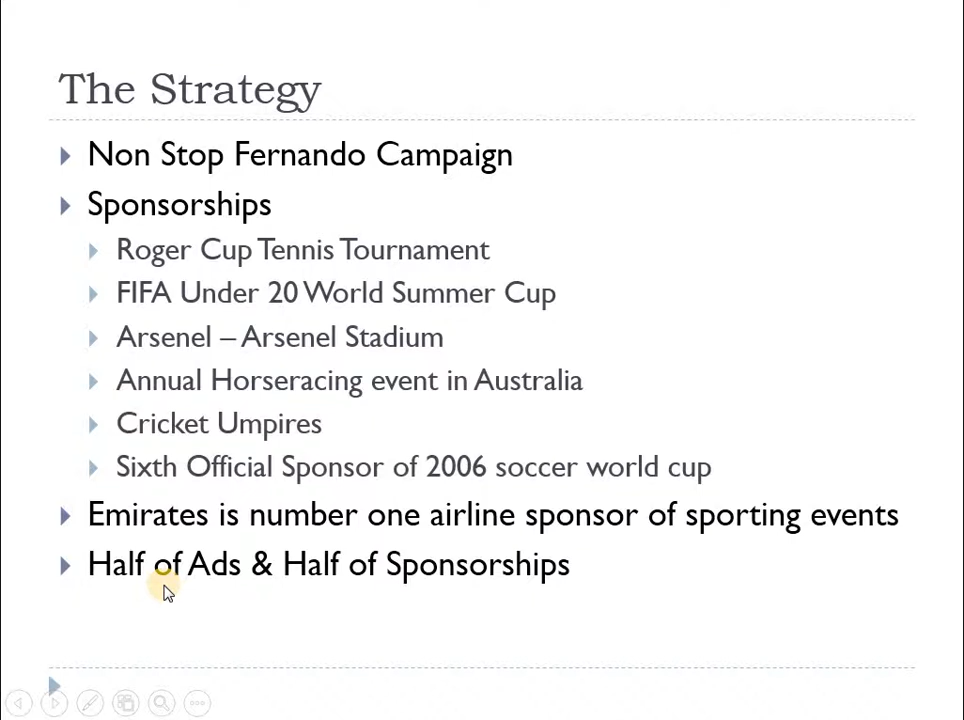 The Strategy
Non Stop Fernando Campaign
Sponsorships
Roger Cup Tennis Tournament
FIFA Under 20 World Summer Cup
Arsenel – Arsenel Stadium
Annual Horseracing event in Australia
Cricket Umpires
Sixth Official Sponsor of 2006 soccer world cup
Emirates is number one airline sponsor of sporting events
Half of Ads & Half of Sponsorships